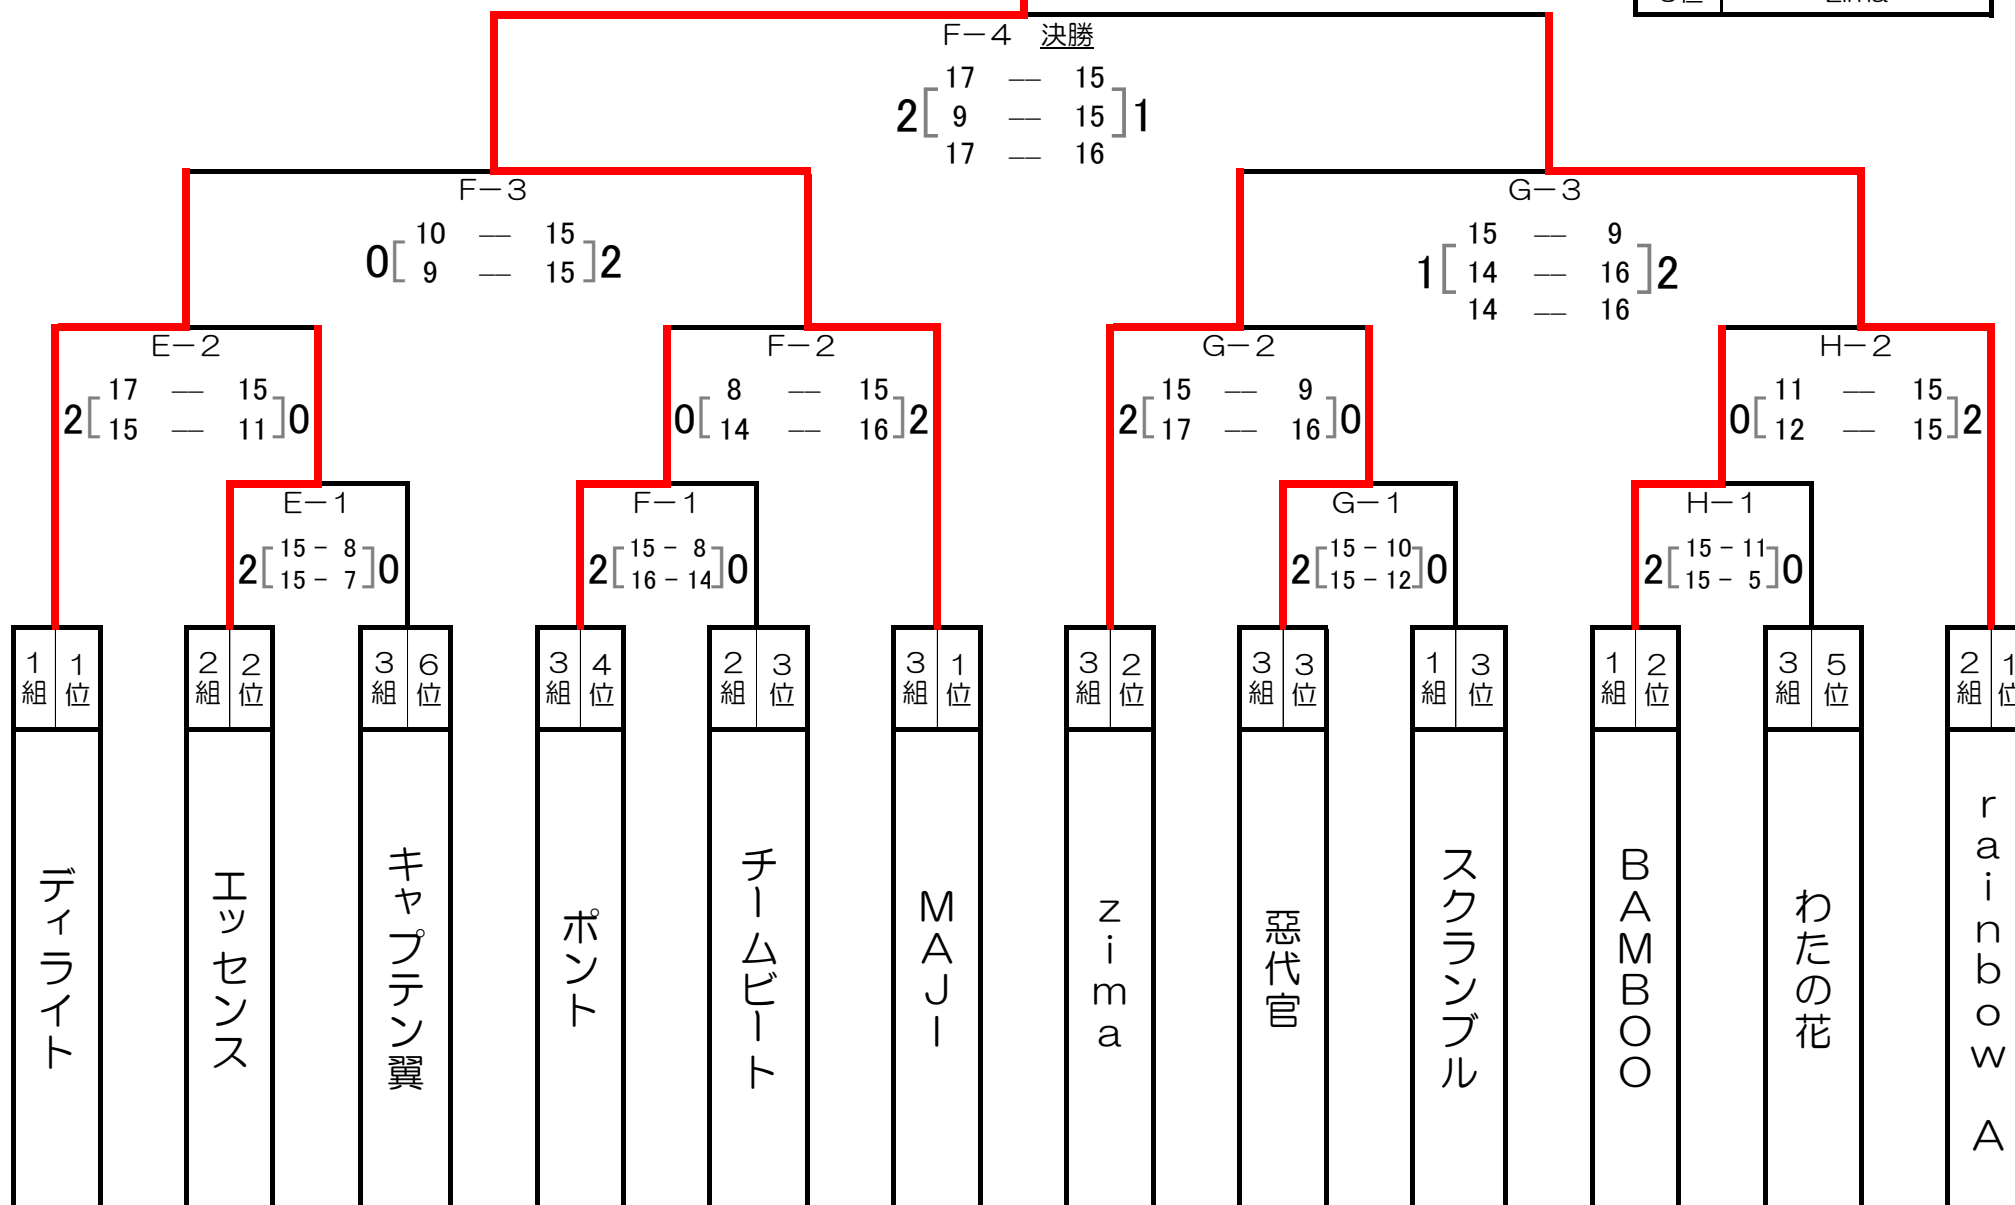 F－4　決勝
17 ― 15
2[ 9 ― 15 ]1
17 ― 16
F－3
G－3
0[ 10 ― 15 ]2
9 ― 15
15 ― 9
1[ 14 ― 16 ]2
14 ― 16
E－2
F－2
G－2
H－2
2[ 17 ― 15 ]0
15 ― 11
0[ 8 ― 15 ]2
14 ― 16
2[ 15 ― 9 ]0
17 ― 16
0[ 11 ― 15 ]2
12 ― 15
E－1
F－1
G－1
H－1
2[ 15 - 8 ]0
15 - 7
2[ 15 - 8 ]0
16 - 14
2[ 15 - 10 ]0
15 - 12
2[ 15 - 11 ]0
15 - 5
1組 1位
2組 2位
3組 6位
3組 4位
2組 3位
3組 1位
3組 2位
3組 3位
1組 3位
1組 2位
3組 5位
2組 1位
ディライト
エッセンス
キャプテン翼
ポント
チームビート
MAJI
zima
惡代官
スクランブル
BAMBOO
わたの花
rainbow A